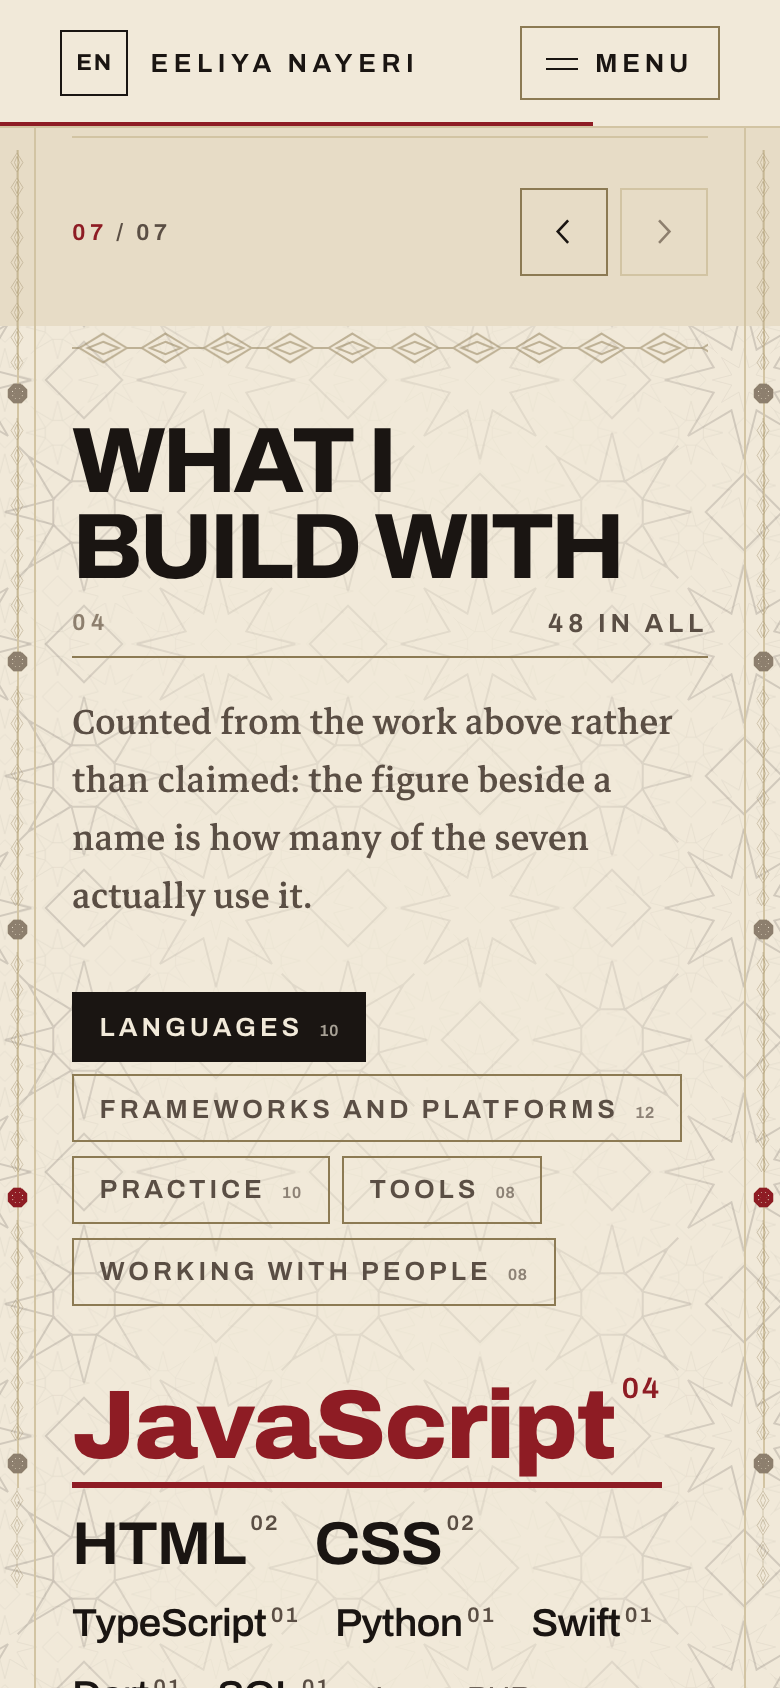 EN
EELIYA NAYERI
MENU
07 / 07
WHAT I
BUILD WITH
04
48 IN ALL
Counted from the work above rather
than claimed: the figure beside a
name is how many of the seven
actually use it.
LANGUAGES 10
FRAMEWORKS AND PLATFORMS 12
PRACTICE 10 TOOLS 08
WORKING WITH PEOPLE 08
JavaScript 04
HTML 02 CSS 02
TypeScript 01 Python 01 Swift 01